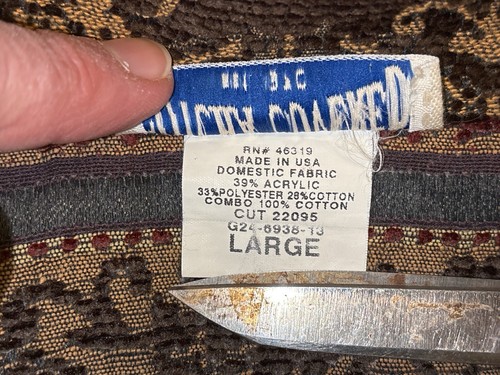 RN# 46319
MADE IN USA
DOMESTIC FABRIC
39% ACRYLIC
33%POLYESTER 28%COTTON
COMBO 100% COTTON
CUT 22095
G24-6938-13
LARGE